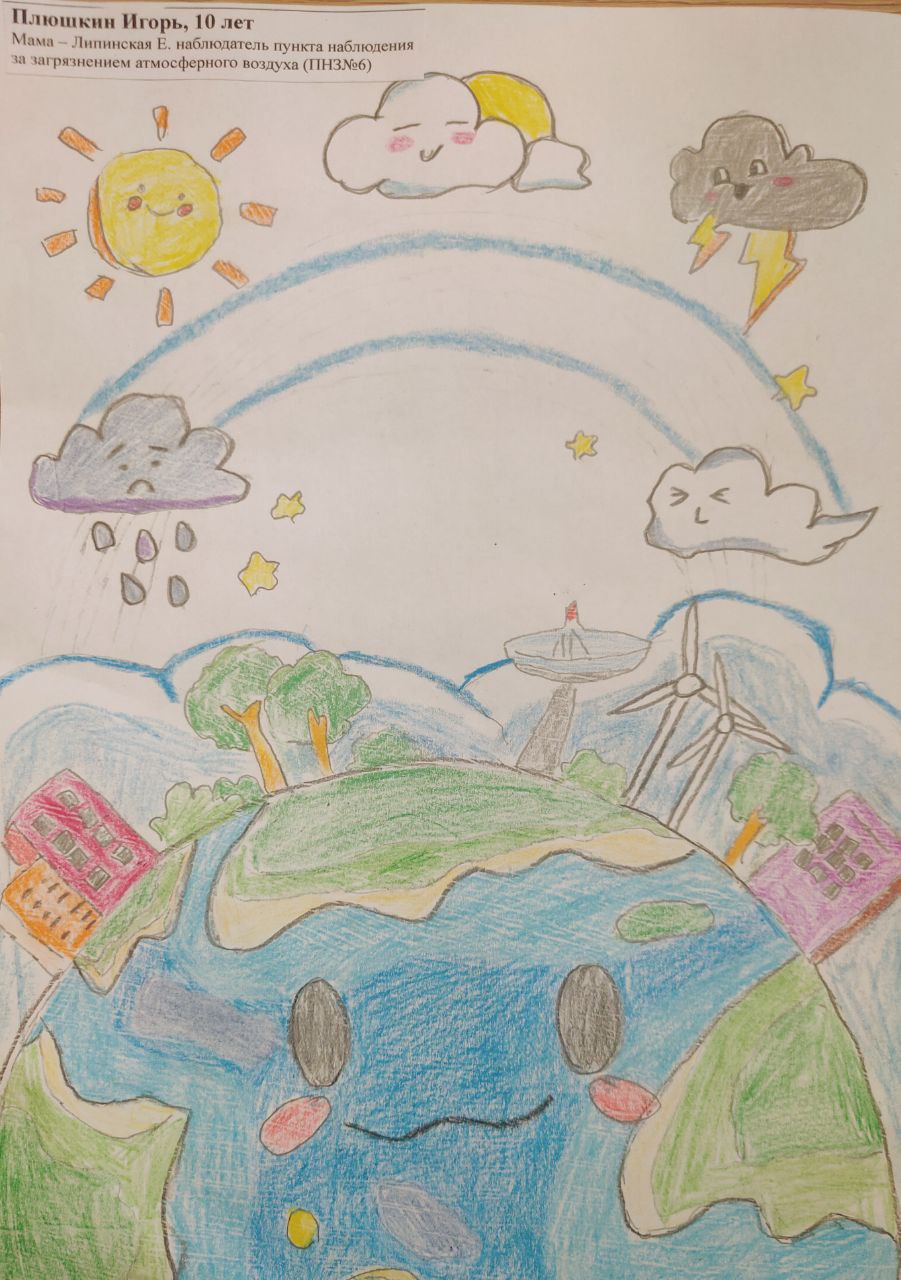 Плюшкин Игорь, 10 лет
Мама – Липинская Е. наблюдатель пункта наблюдения
за загрязнением атмосферного воздуха (ПНЗ№6)